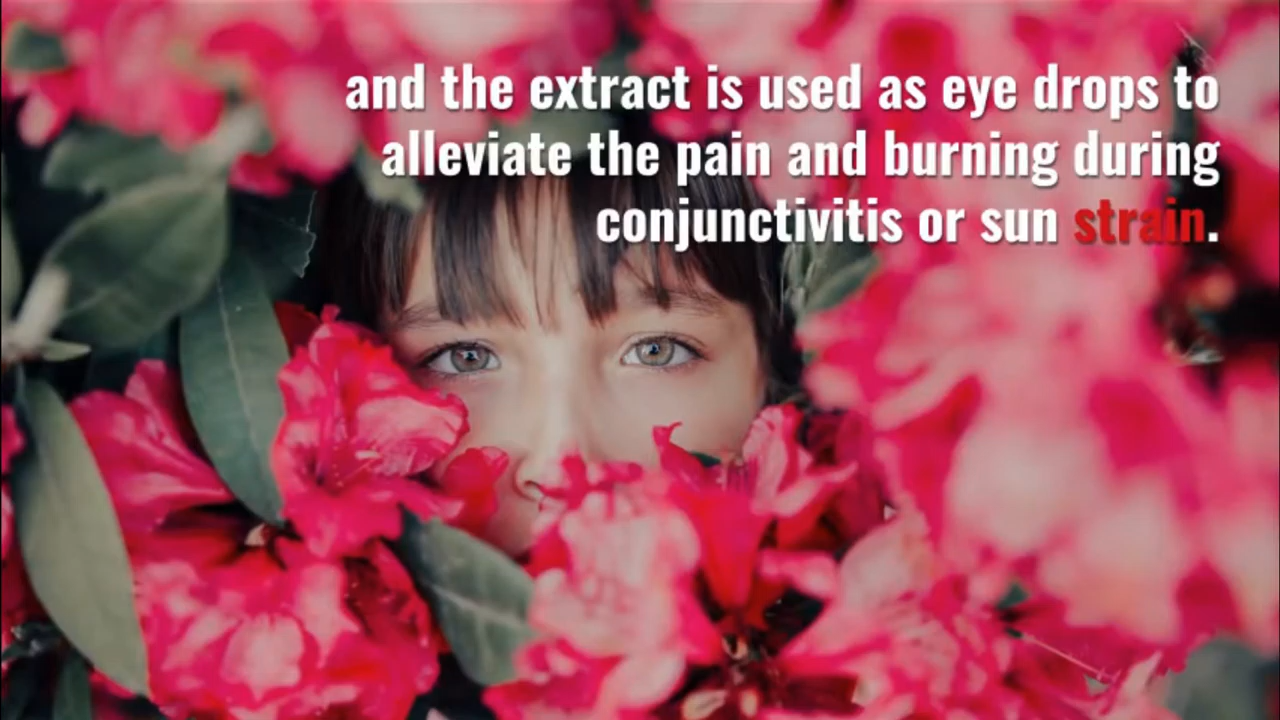 and the extract is used as eye drops to
alleviate the pain and burning during
conjunctivitis or sun strain.